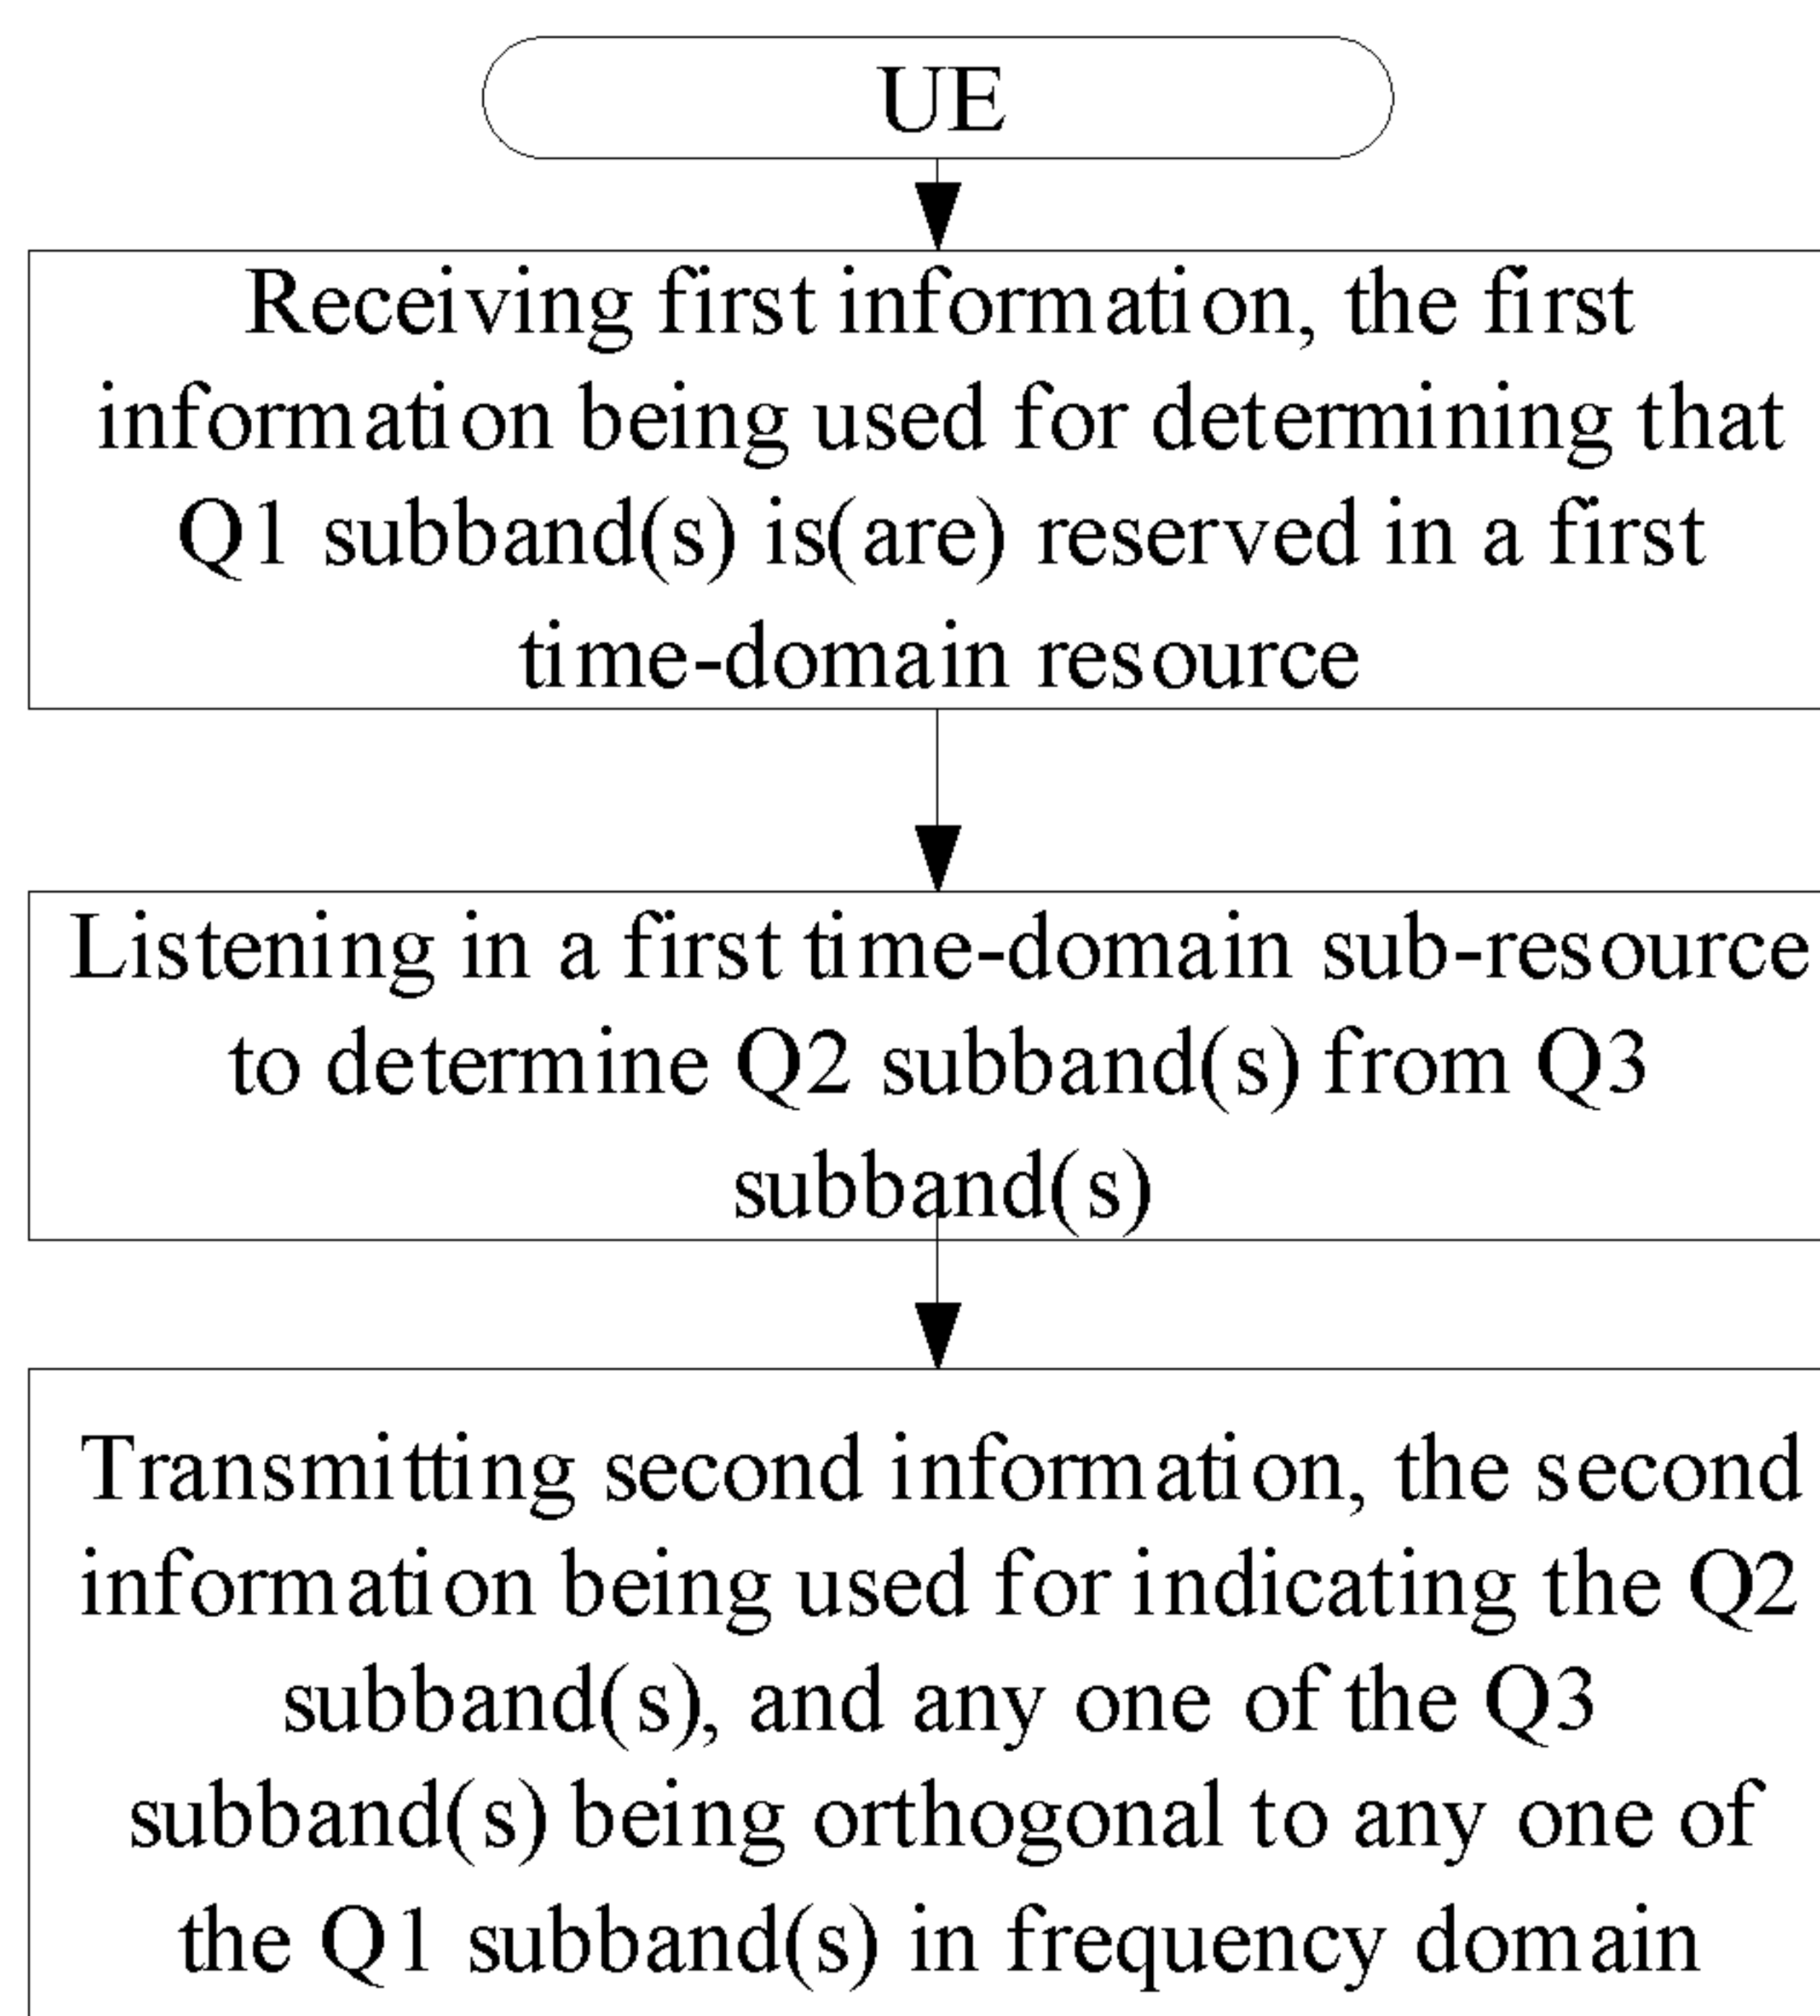 UE
Receiving first information, the first
information being used for determining that
Q1 subband(s) is(are) reserved in a first
time-domain resource
Listening in a first time-domain sub-resource
to determine Q2 subband(s) from Q3
subband(s)
Transmitting second information, the second
information being used for indicating the Q2
subband(s), and any one of the Q3
subband(s) being orthogonal to any one of
the Q1 subband(s) in frequency domain